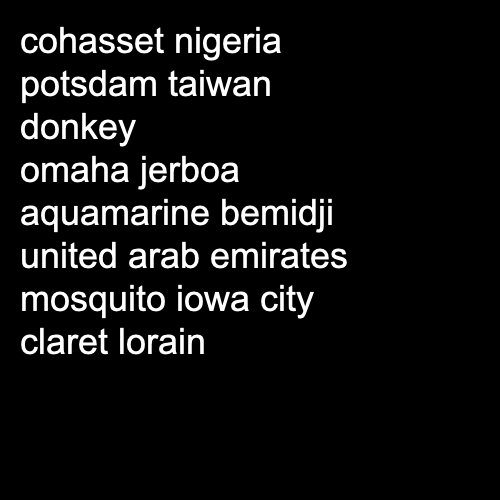 cohasset nigeria
potsdam taiwan
donkey
omaha jerboa
aquamarine bemidji
united arab emirates
mosquito iowa city
claret lorain